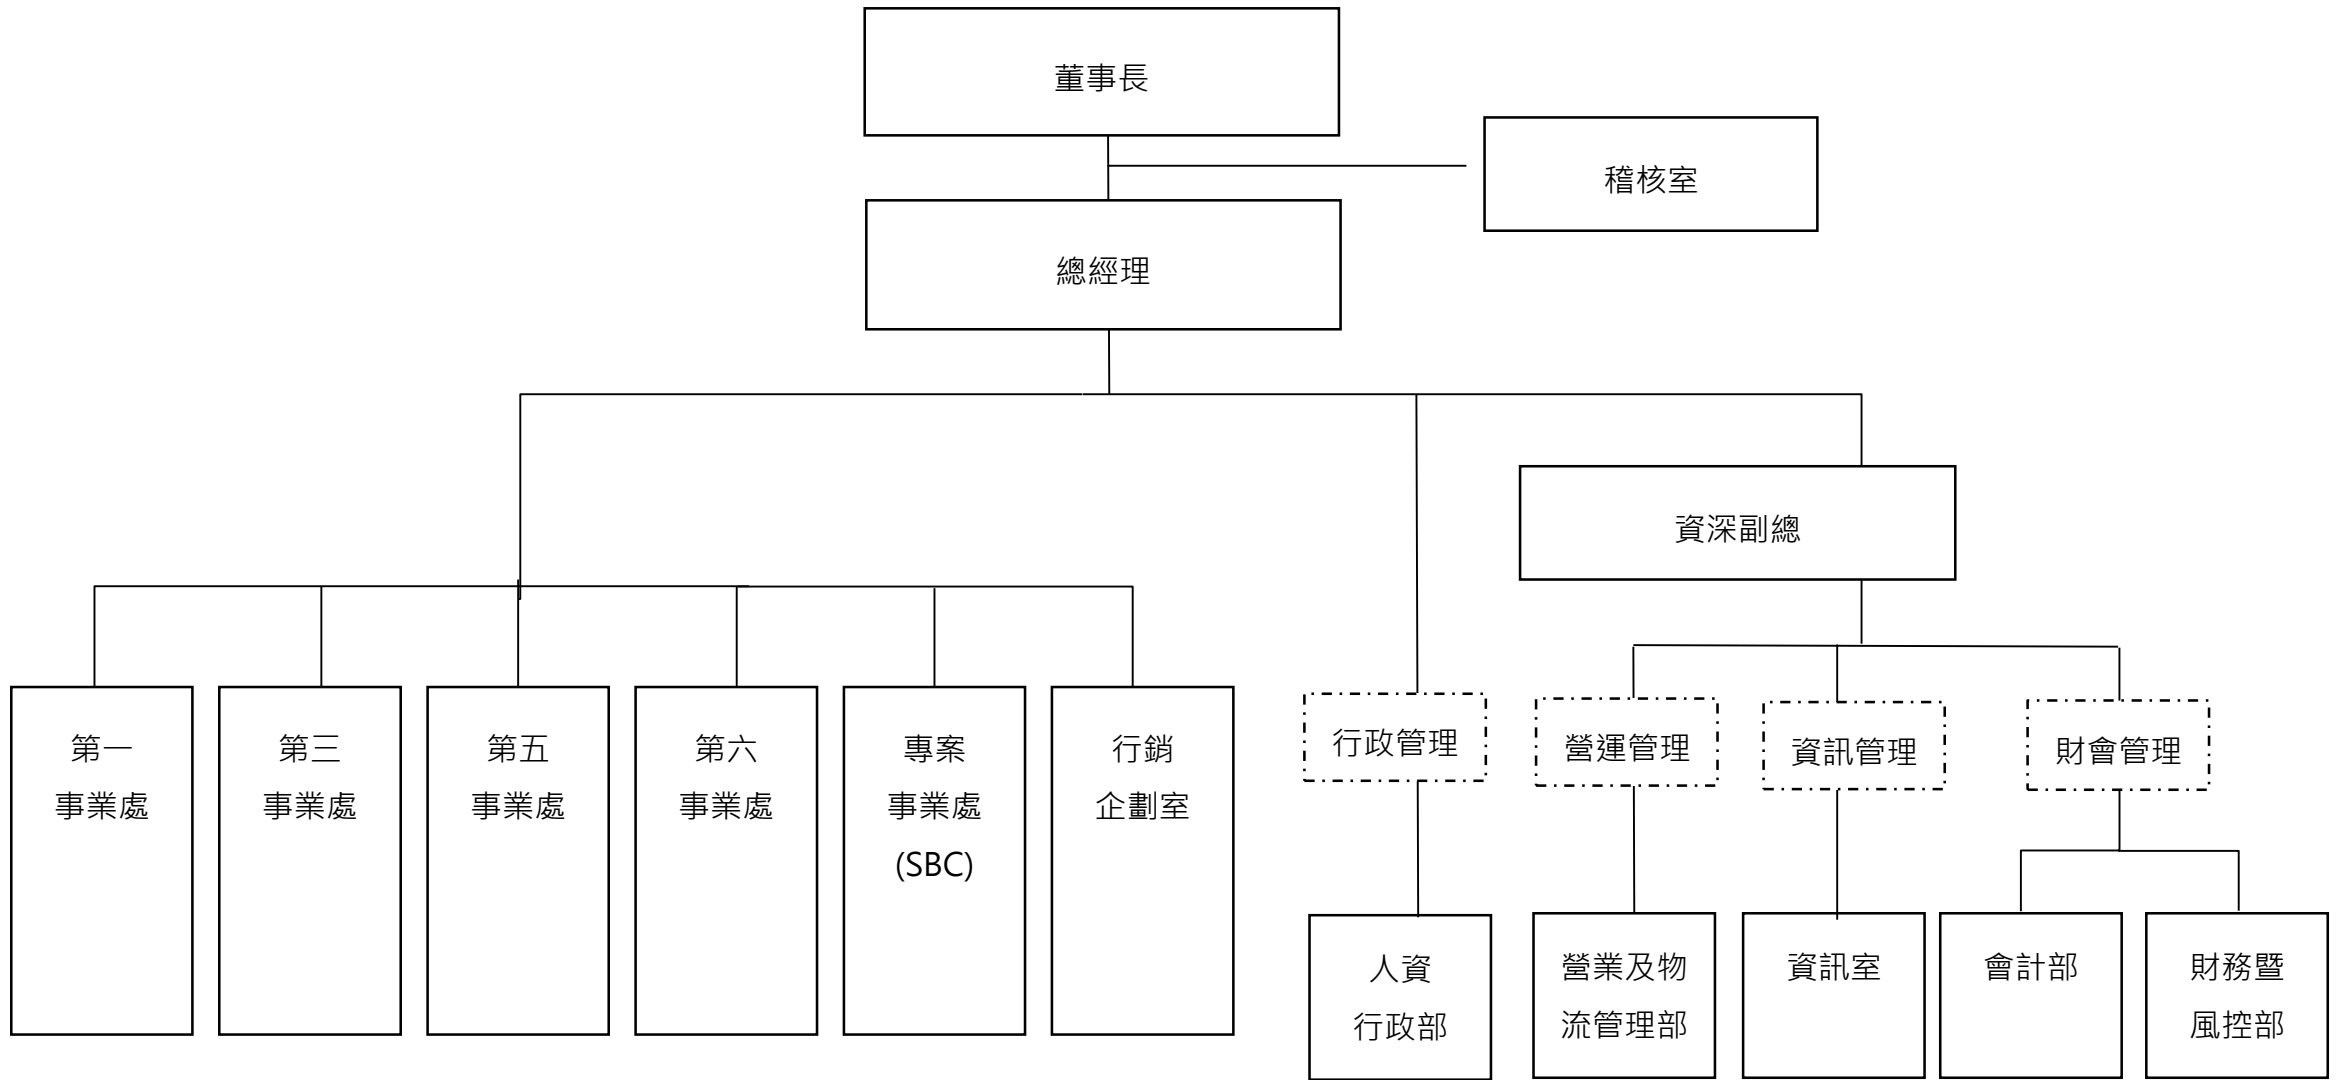 董事長
稽核室
總經理
資深副總
第一
事業處
第三
事業處
第五
事業處
第六
事業處
專案
事業處
(SBC)
行銷
企劃室
行政管理
營運管理
資訊管理
財會管理
人資
行政部
營業及物
流管理部
資訊室
會計部
財務暨
風控部